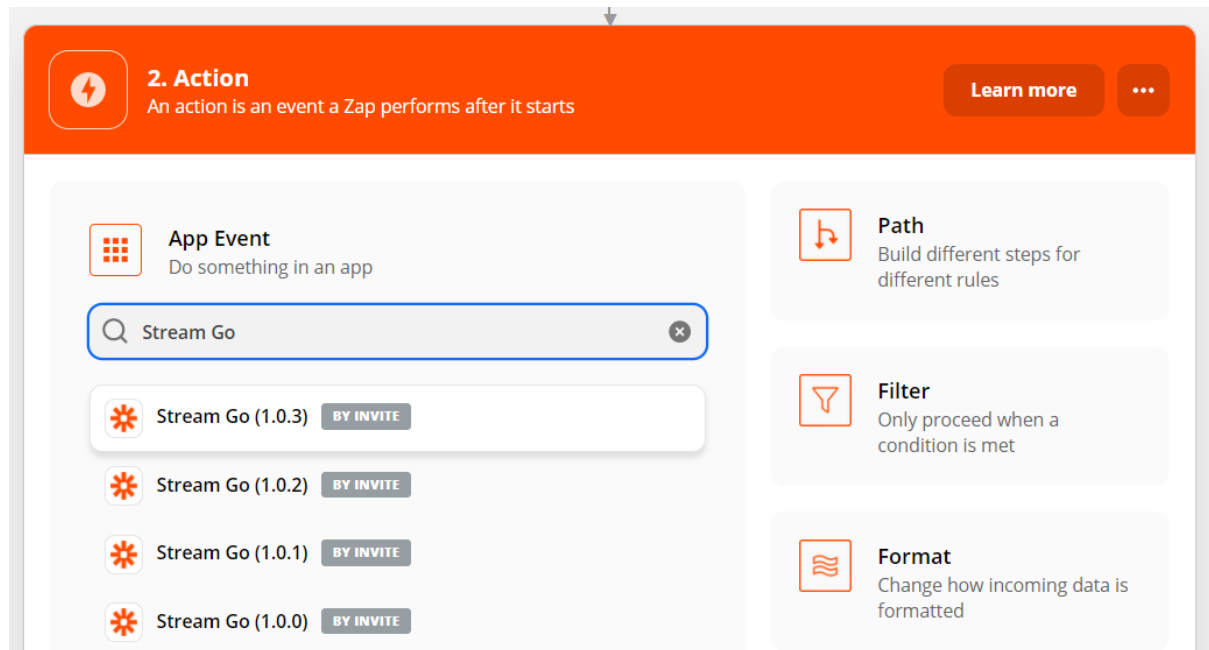 2. Action
An action is an event a Zap performs after it starts
Learn more
App Event
Do something in an app
Stream Go
Stream Go (1.0.3) BY INVITE
Stream Go (1.0.2) BY INVITE
Stream Go (1.0.1) BY INVITE
Stream Go (1.0.0) BY INVITE
Path
Build different steps for
different rules
Filter
Only proceed when a
condition is met
Format
Change how incoming data is
formatted